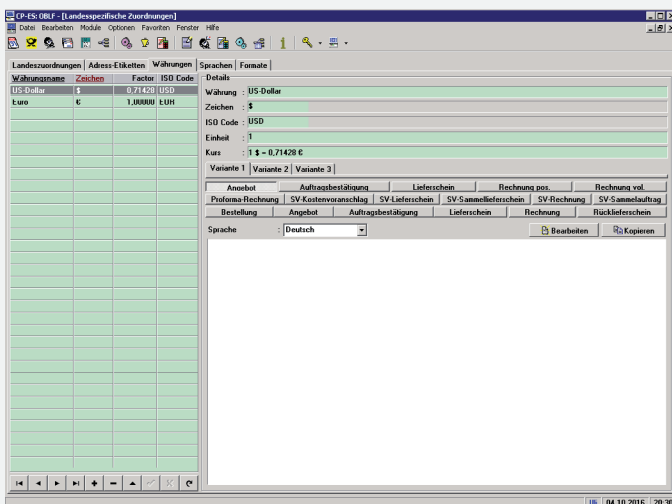 CP-ES: OBLF - [Landesspezifische Zuordnungen]
Datei Bearbeiten Module Optionen Favoriten Fenster Hilfe
Landeszuordnungen Adress-Etiketten Währungen Sprachen Formate
Währungsname Zeichen Factor ISO Code
US-Dollar $ 0,71428 USD
Euro € 1,00000 EUR
Details
Währung : US-Dollar
Zeichen : $
ISO Code : USD
Einheit : 1
Kurs : 1 $ = 0,71428 €
Variante 1 Variante 2 Variante 3
Angebot Auftragsbestätigung Lieferschein Rechnung pos. Rechnung vol.
Proforma-Rechnung SV-Kostenvoranschlag SV-Lieferschein SV-Sammellieferschein SV-Rechnung SV-Sammelauftrag
Bestellung Angebot Auftragsbestätigung Lieferschein Rechnung Rücklieferschein
Sprache : Deutsch Bearbeiten Kopieren
04.10.2016 20:38